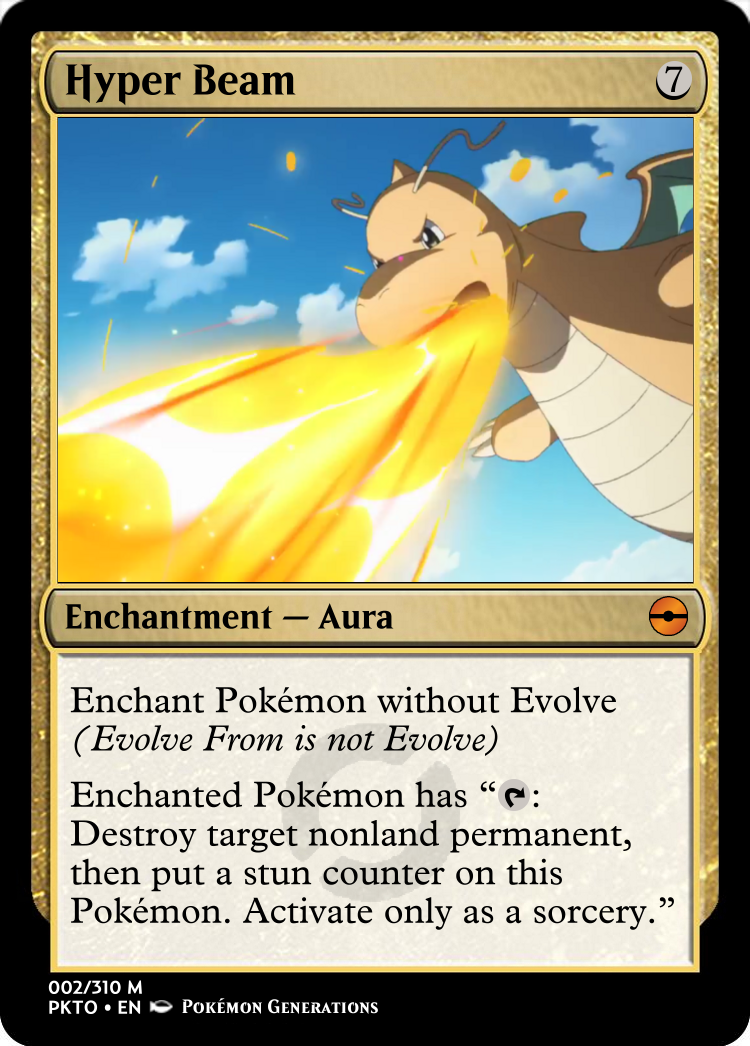 Hyper Beam
7
Enchantment — Aura
Enchant Pokémon without Evolve
(Evolve From is not Evolve)
Enchanted Pokémon has “:
Destroy target nonland permanent,
then put a stun counter on this
Pokémon. Activate only as a sorcery.”
002/310 M
PKTO • EN Pokémon Generations